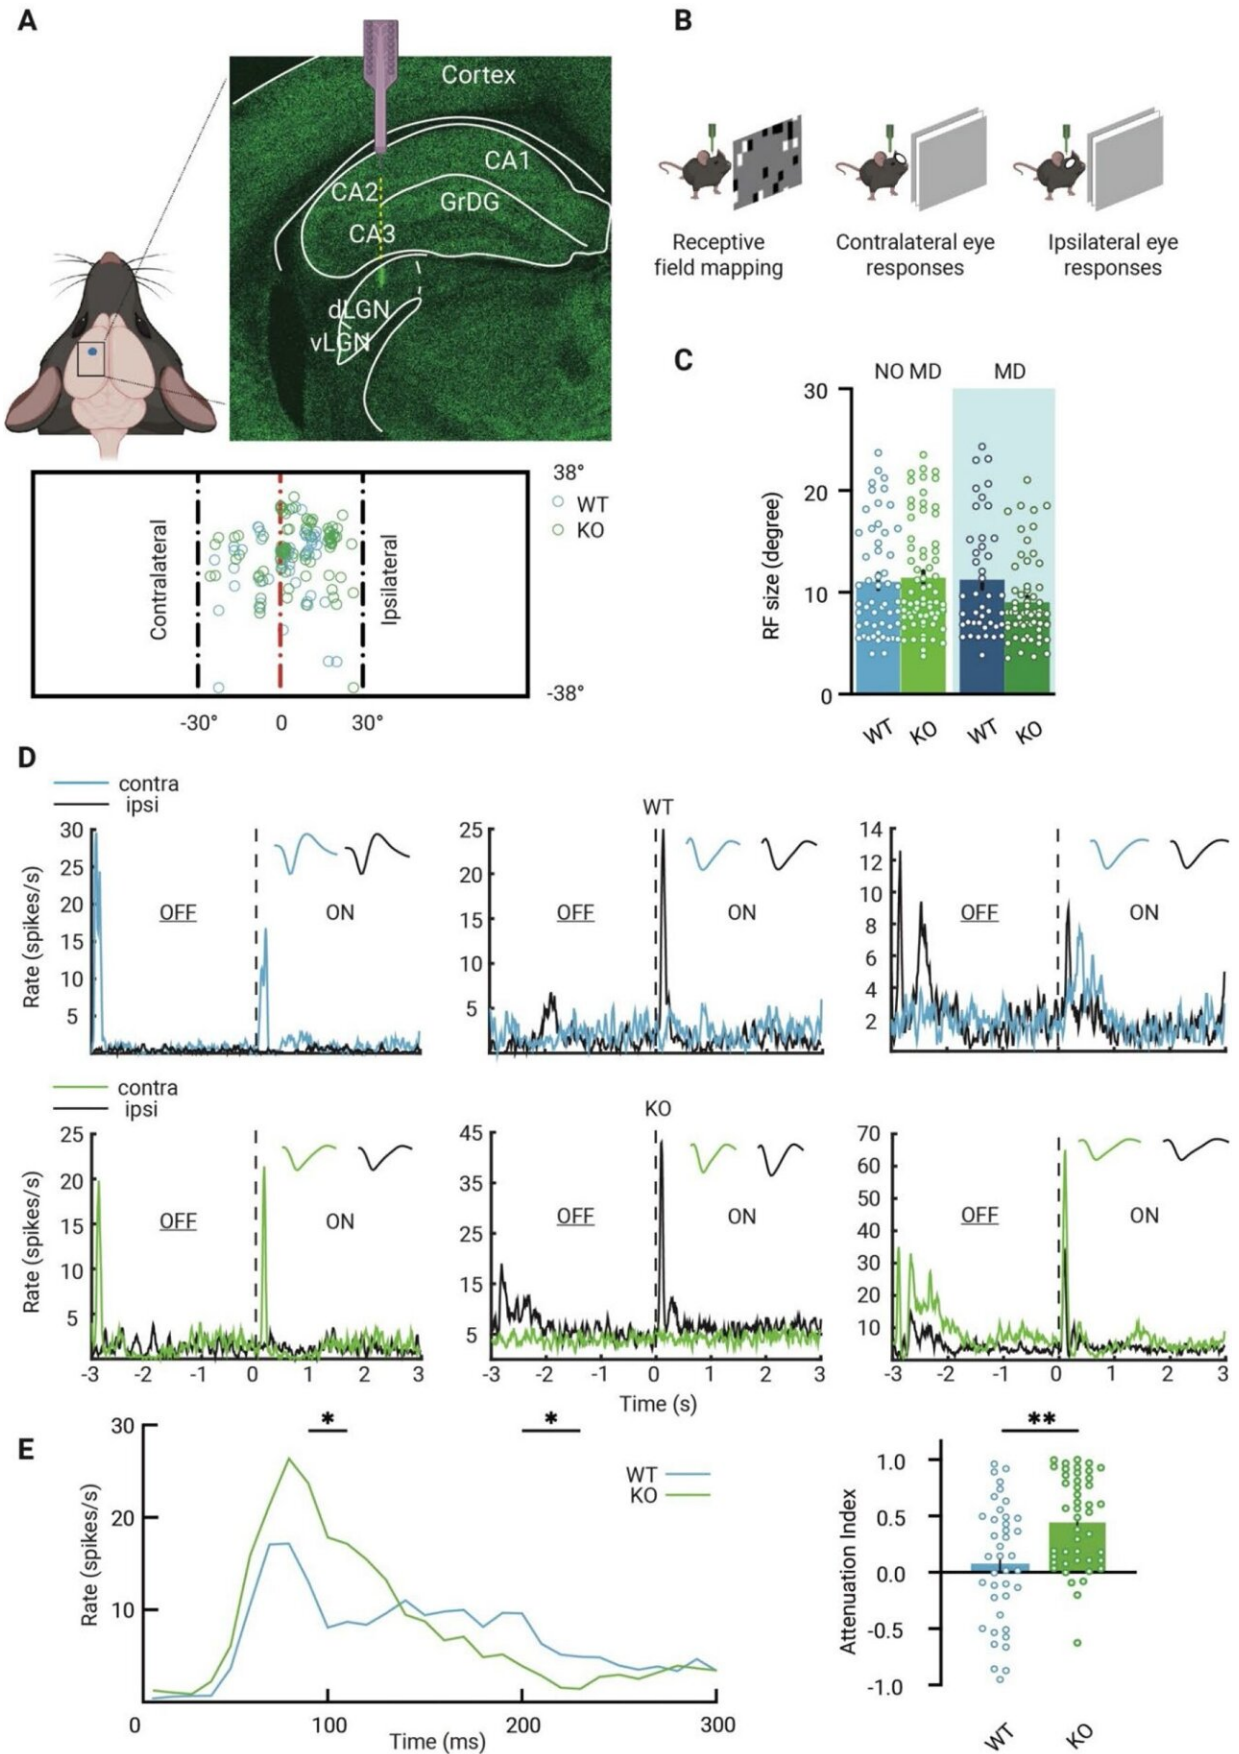 A
Cortex
CA1
CA2
GrDG
CA3
dLGN
vLGN
B
Receptive
field mapping
Contralateral eye
responses
Ipsilateral eye
responses
38°
WT
KO
Contralateral
Ipsilateral
-38°
-30°
0
30°
C
NO MD
MD
RF size (degree)
30
20
10
0
WT
KO
WT
KO
D
contra
ipsi
WT
Rate (spikes/s)
30
25
20
15
10
5
OFF
ON
25
20
15
10
5
OFF
ON
14
12
10
8
6
4
2
OFF
ON
-3
3
contra
ipsi
KO
Rate (spikes/s)
25
20
15
10
5
OFF
ON
-3
-2
-1
0
1
2
3
45
35
25
15
5
OFF
ON
-3
-2
-1
0
1
2
3
70
60
50
40
30
20
10
OFF
ON
-3
-2
-1
0
1
2
3
Time (s)
E
30
20
10
Rate (spikes/s)
*
*
WT
KO
0
100
200
300
Time (ms)
**
Attenuation Index
1.0
0.5
0.0
-0.5
-1.0
WT
KO